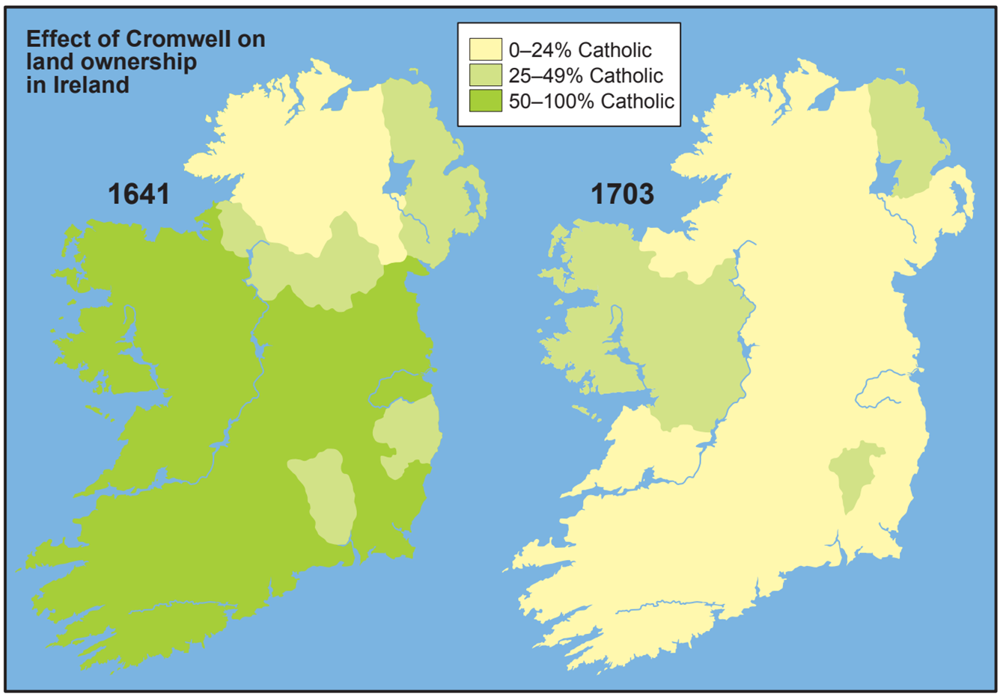 Effect of Cromwell on
land ownership
in Ireland
0–24% Catholic
25–49% Catholic
50–100% Catholic
1641
1703